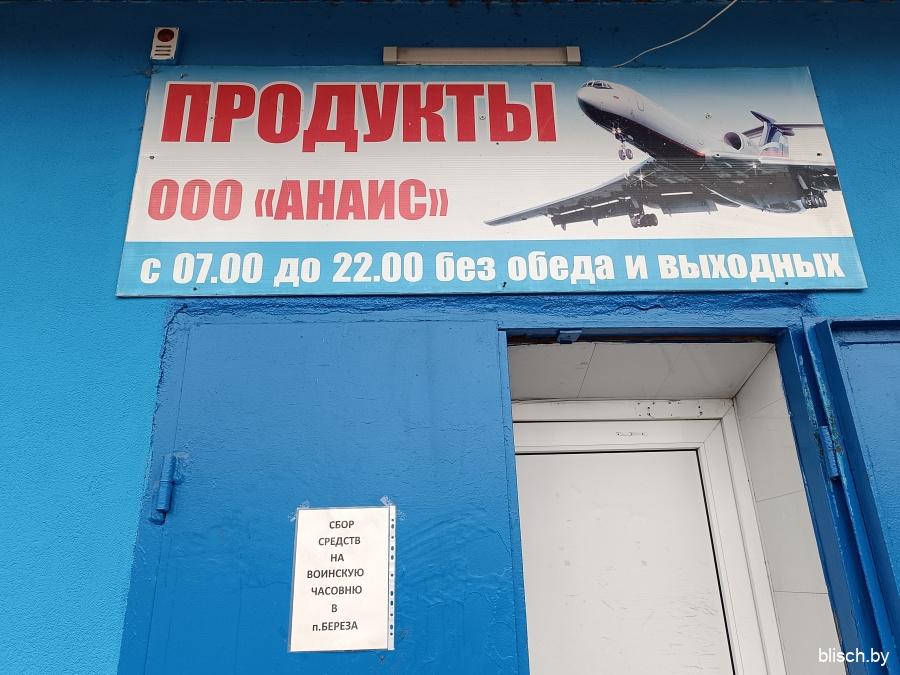 ПРОДУКТЫ
ООО «АНАИС»
с 07.00 до 22.00 без обеда и выходных
СБОР
СРЕДСТВ
НА
ВОИНСКУЮ
ЧАСОВНЮ
В
п.БЕРЕЗА
blisch.by